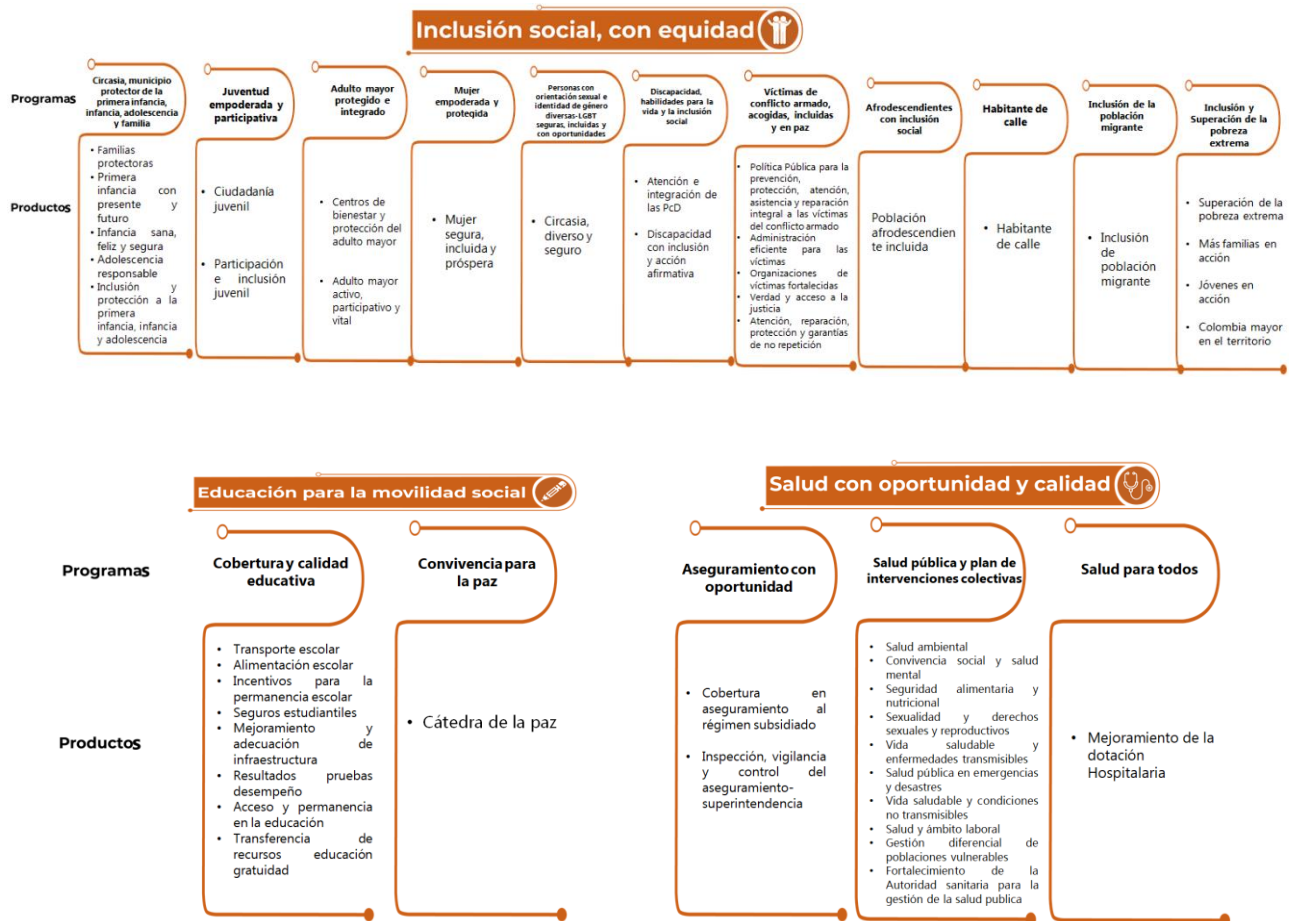 Inclusión social, con equidad
Programas
Circasia, municipio
protector de la
primera infancia,
infancia, adolescencia
y familia
Juventud
empoderada y
participativa
Adulto mayor
protegido e
integrado
Mujer
empoderada y
protegida
Personas con
orientación sexual e
identidad de género
diversas-LGBT
seguras, incluidas y
con oportunidades
Discapacidad,
habilidades para la
vida y la inclusión
social
Víctimas de
conflicto armado,
acogidas, incluidas
y en paz
Afrodescendientes
con inclusión
social
Habitante de
calle
Inclusión de la
población
migrante
Inclusión y
Superación de la
pobreza
extrema
Productos
• Familias
protectoras
• Primera
infancia con
presente y
futuro
• Infancia sana,
feliz y segura
• Adolescencia
responsable
• Inclusión y
protección a la
primera
infancia, infancia
y adolescencia
• Ciudadanía
juvenil
• Participación
e inclusión
juvenil
• Centros de
bienestar y
protección del
adulto mayor
• Adulto mayor
activo,
participativo y
vital
• Mujer
segura,
incluida y
próspera
• Circasia,
diverso y
seguro
• Atención e
integración de
las PcD
• Discapacidad
con inclusión
y acción
afirmativa
• Política Pública para la
prevención,
protección, atención,
asistencia y reparación
integral a las víctimas
del conflicto armado
• Administración
eficiente para las
víctimas
• Organizaciones de
víctimas fortalecidas
• Verdad y acceso a la
justicia
• Atención, reparación,
protección y garantías
de no repetición
Población
afrodescendien
te incluida
• Habitante
de calle
• Inclusión
de
población
migrante
• Superación de la
pobreza extrema
• Más familias en
acción
• Jóvenes en
acción
• Colombia mayor
en el territorio
Educación para la movilidad social
Programas
Cobertura y calidad
educativa
Convivencia para
la paz
Productos
• Transporte escolar
• Alimentación escolar
• Incentivos para la
permanencia escolar
• Seguros estudiantiles
• Mejoramiento y
adecuación de
infraestructura
• Resultados pruebas
desempeño
• Acceso y permanencia
en la educación
• Transferencia de
recursos educación
gratuidad
• Cátedra de la paz
Salud con oportunidad y calidad
Programas
Aseguramiento con
oportunidad
Salud pública y plan de
intervenciones colectivas
Salud para todos
Productos
• Cobertura en
aseguramiento al
régimen subsidiado
• Inspección, vigilancia
y control del
aseguramiento-
superintendencia
• Salud ambiental
• Convivencia social y salud
mental
• Seguridad alimentaria y
nutricional
• Sexualidad y derechos
sexuales y reproductivos
• Vida saludable y
enfermedades transmisibles
• Salud pública en emergencias
y desastres
• Vida saludable y condiciones
no transmisibles
• Salud y ámbito laboral
• Gestión diferencial de
poblaciones vulnerables
• Fortalecimiento de la
Autoridad sanitaria para la
gestión de la salud publica
• Mejoramiento de la
dotación
Hospitalaria